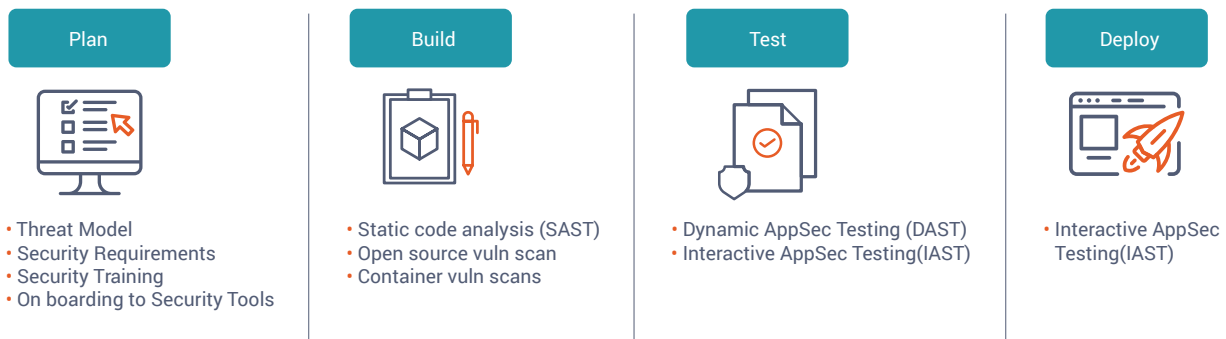 Plan
Build
Test
Deploy
• Threat Model
• Security Requirements
• Security Training
• On boarding to Security Tools
• Static code analysis (SAST)
• Open source vuln scan
• Container vuln scans
• Dynamic AppSec Testing (DAST)
• Interactive AppSec Testing(IAST)
• Interactive AppSec
Testing(IAST)